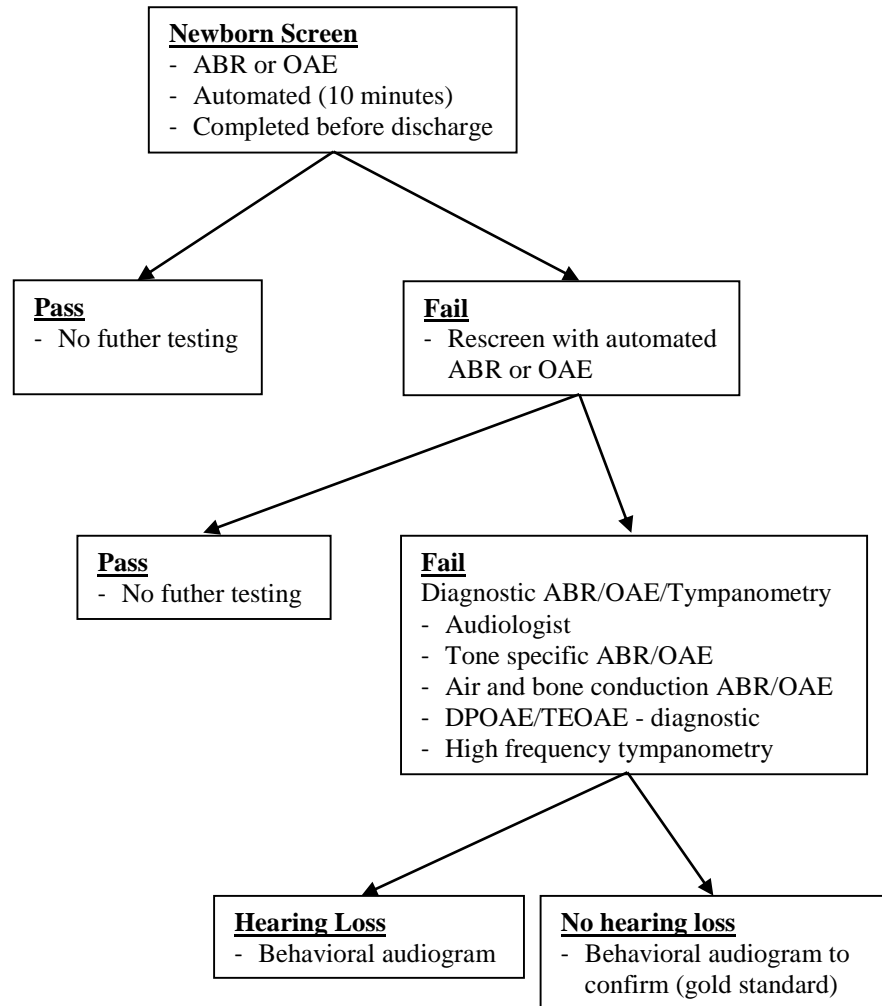 Newborn Screen
- ABR or OAE
- Automated (10 minutes)
- Completed before discharge
Pass
- No futher testing
Fail
- Rescreen with automated
ABR or OAE
Pass
- No futher testing
Fail
Diagnostic ABR/OAE/Tympanometry
- Audiologist
- Tone specific ABR/OAE
- Air and bone conduction ABR/OAE
- DPOAE/TEOAE - diagnostic
- High frequency tympanometry
Hearing Loss
- Behavioral audiogram
No hearing loss
- Behavioral audiogram to
confirm (gold standard)